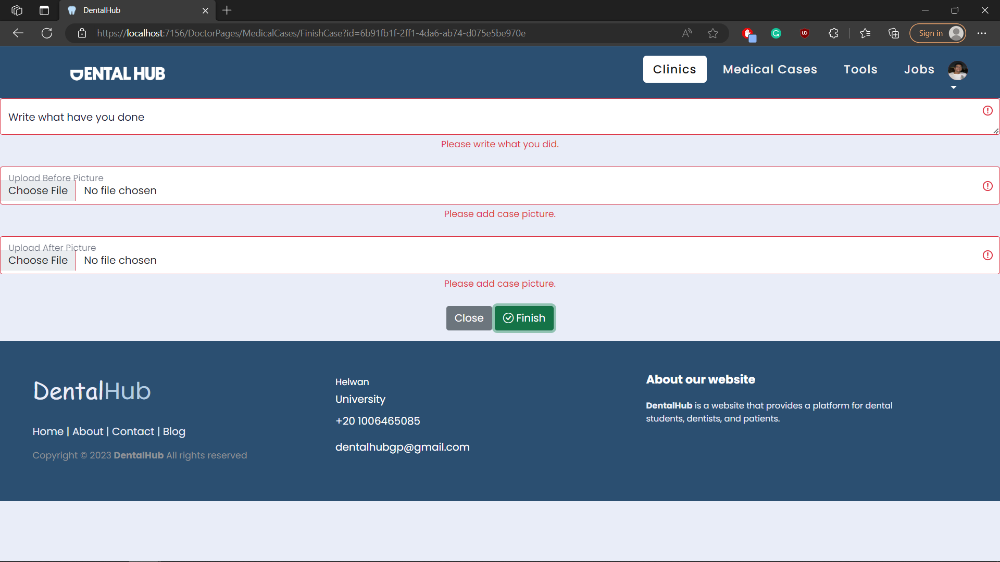 DentalHub
https://localhost:7156/DoctorPages/MedicalCases/FinishCase?id=6b91fb1f-2ff1-4da6-ab74-d075e5be970e
Sign in
DENTAL HUB
Clinics
Medical Cases
Tools
Jobs
Write what have you done
Please write what you did.
Upload Before Picture
Choose File No file chosen
Please add case picture.
Upload After Picture
Choose File No file chosen
Please add case picture.
Close
Finish
DentalHub
Home | About | Contact | Blog
Copyright © 2023 DentalHub All rights reserved
Helwan
University
+20 1006465085
dentalhubgp@gmail.com
About our website
DentalHub is a website that provides a platform for dental
students, dentists, and patients.